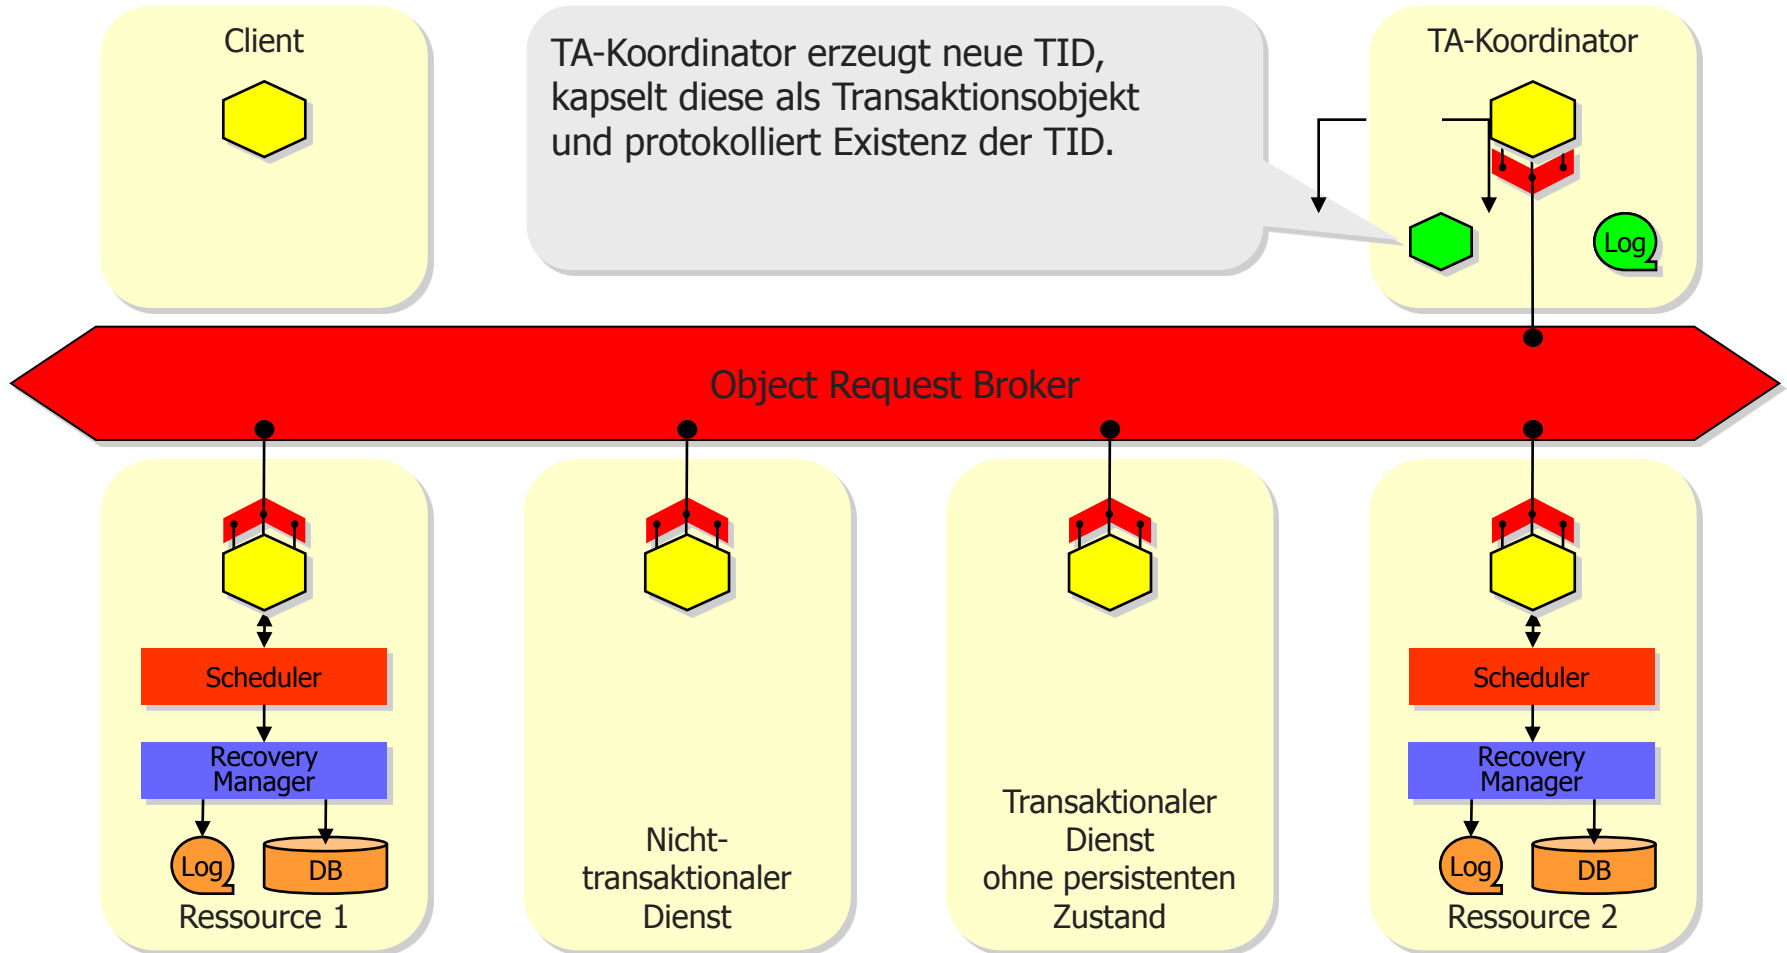 Client
TA-Koordinator erzeugt neue TID,
kapselt diese als Transaktionsobjekt
und protokolliert Existenz der TID.
TA-Koordinator
Log
Object Request Broker
Scheduler
Recovery
Manager
Log
DB
Ressource 1
Nicht-
transaktionaler
Dienst
Transaktionaler
Dienst
ohne persistenten
Zustand
Scheduler
Recovery
Manager
Log
DB
Ressource 2